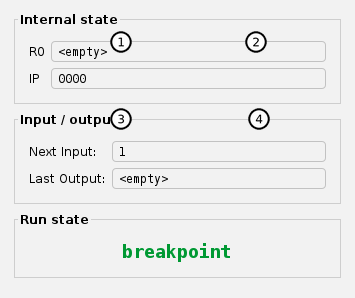 Internal state
1
2
R0 <empty>
IP 0000
Input / outpu
3
4
Next Input: 1
Last Output: <empty>
Run state
breakpoint